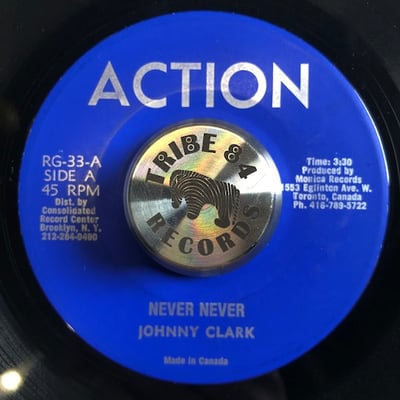 ACTION
RG-33-A
SIDE A
45 RPM
Dist. by
Consolidated
Record Center
Brooklyn, N. Y.
212-284-0400
TRIBE 84
RECORDS
Time: 3:30
Produced by
Monica Records
1553 Eglinton Ave. W.
Toronto, Canada
Ph. 416-789-5722
NEVER NEVER
JOHNNY CLARK
Made in Canada